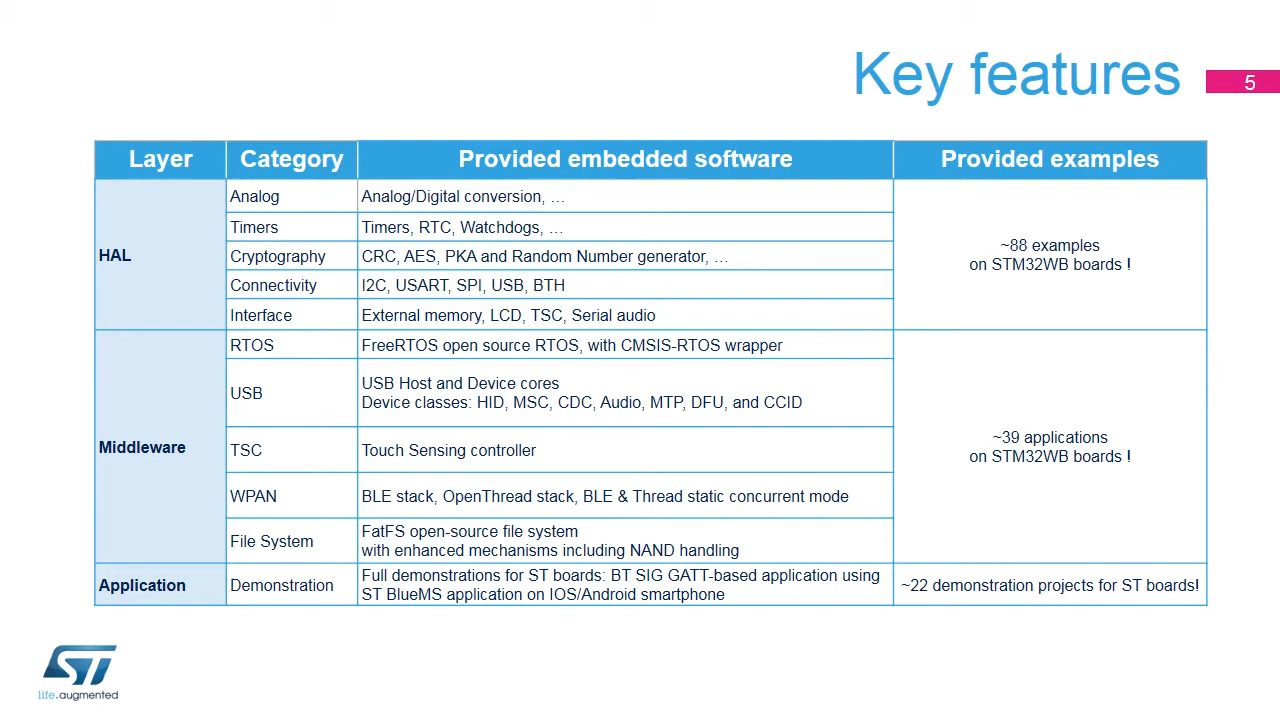 Key features
5
Layer
Category
Provided embedded software
Provided examples
HAL
Analog
Analog/Digital conversion, …
~88 examples
on STM32WB boards !
Timers
Timers, RTC, Watchdogs, …
Cryptography
CRC, AES, PKA and Random Number generator, …
Connectivity
I2C, USART, SPI, USB, BTH
Interface
External memory, LCD, TSC, Serial audio
Middleware
RTOS
FreeRTOS open source RTOS, with CMSIS-RTOS wrapper
~39 applications
on STM32WB boards !
USB
USB Host and Device cores
Device classes: HID, MSC, CDC, Audio, MTP, DFU, and CCID
TSC
Touch Sensing controller
WPAN
BLE stack, OpenThread stack, BLE & Thread static concurrent mode
File System
FatFS open-source file system
with enhanced mechanisms including NAND handling
Application
Demonstration
Full demonstrations for ST boards: BT SIG GATT-based application using
ST BlueMS application on IOS/Android smartphone
~22 demonstration projects for ST boards!
ST
life.augmented